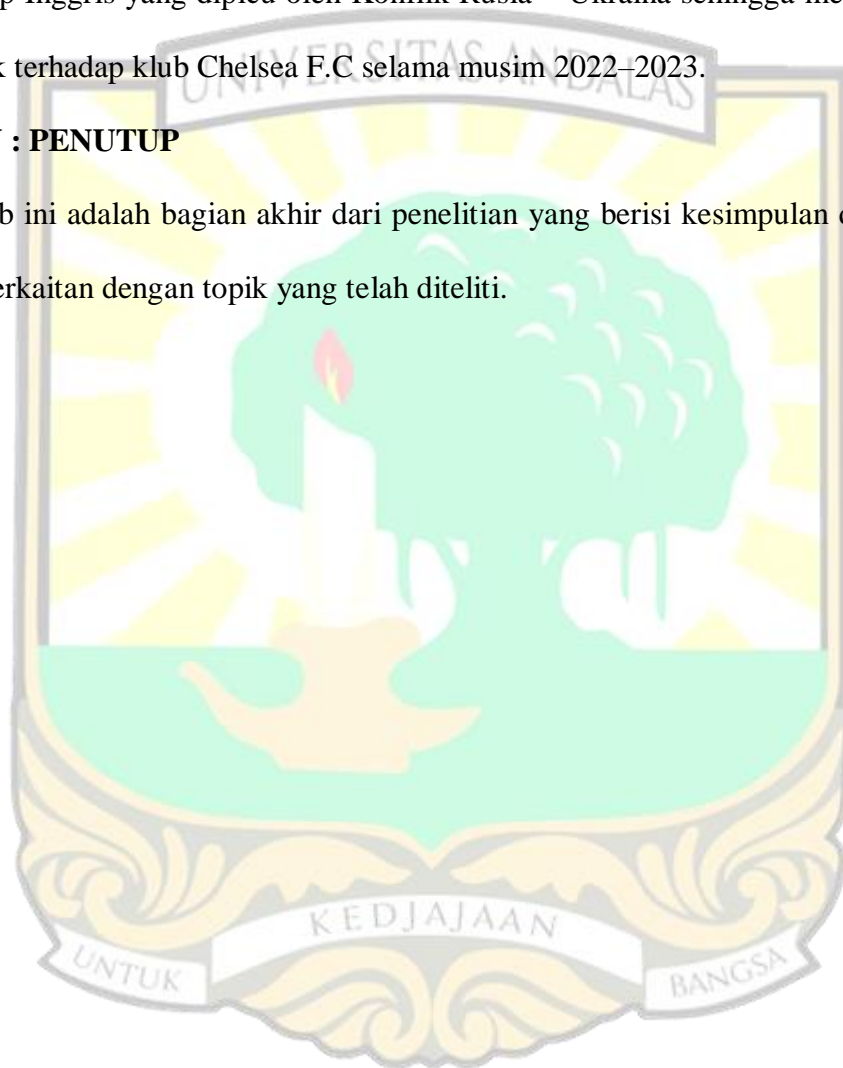 p Inggris yang dipicu oleh Konflik Rusia – Ukraina sehingga me
k terhadap klub Chelsea F.C selama musim 2022–2023.
: PENUTUP
b ini adalah bagian akhir dari penelitian yang berisi kesimpulan
erkaitan dengan topik yang telah diteliti.
UNIVERSITAS ANDALAS
KEDJAJAAN
UNTUK
BANGSA